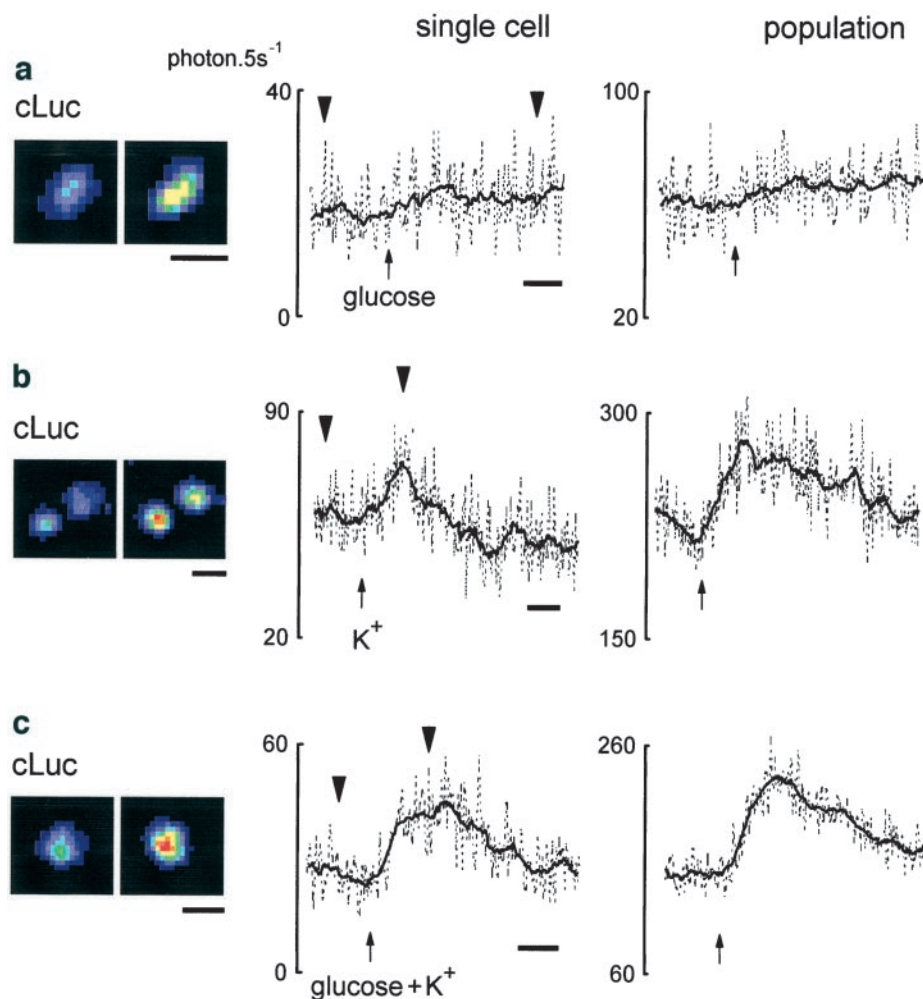 single cell
population
photon.5s⁻¹
a
cLuc
40
0
glucose
100
20
b
cLuc
90
20
K⁺
300
150
c
cLuc
60
0
glucose + K⁺
260
60